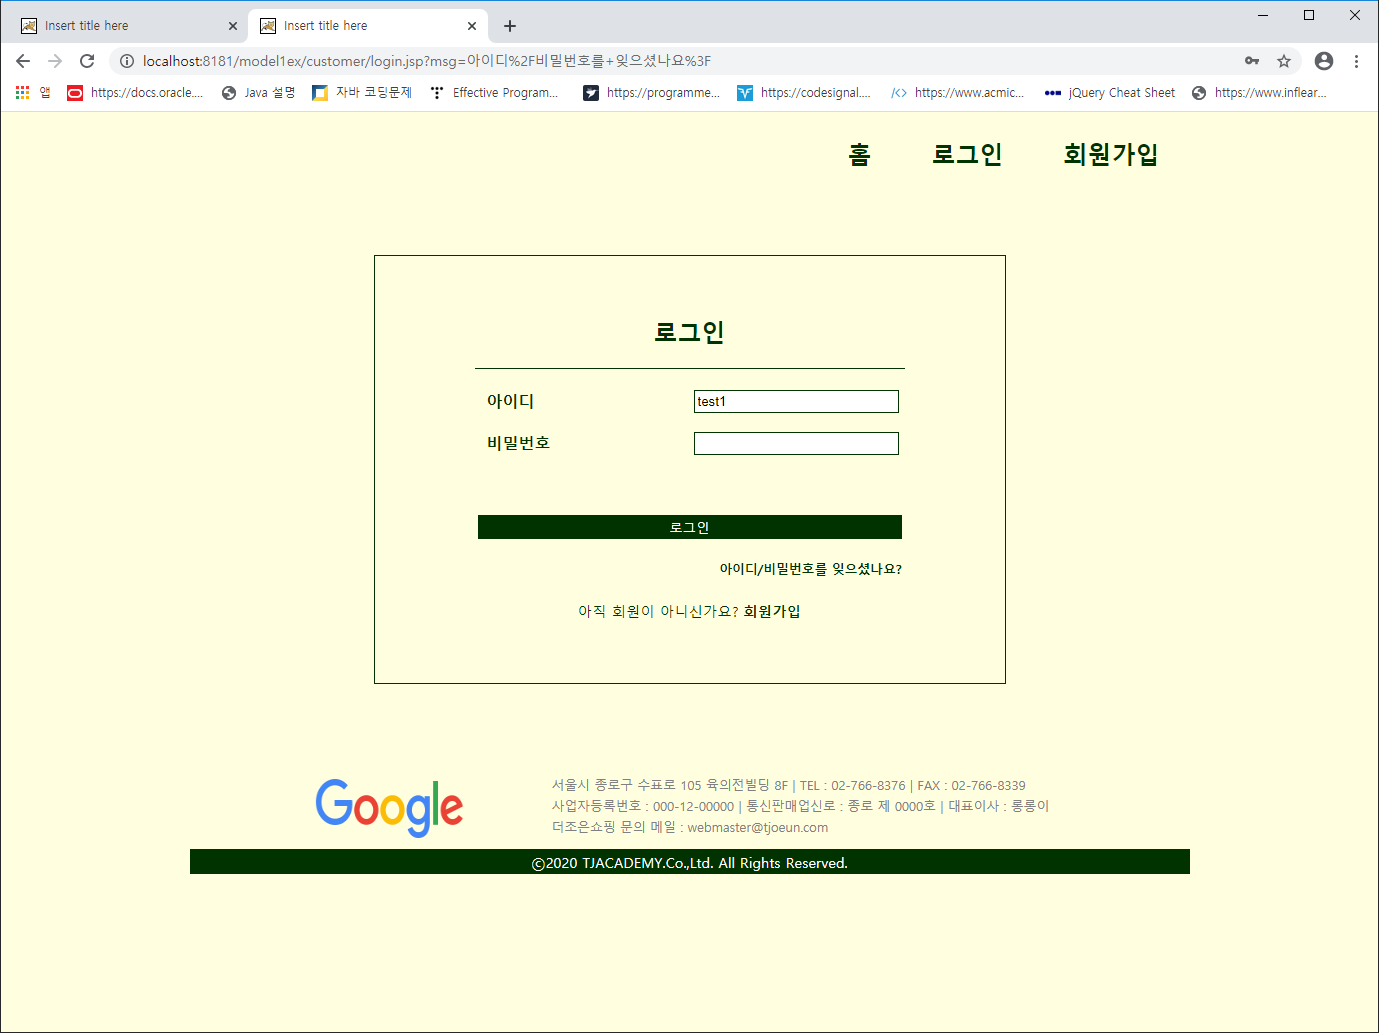 Insert title here
Insert title here
localhost:8181/model1ex/customer/login.jsp?msg=아이디%2F비밀번호를+잊으셨나요%3F
앱 https://docs.oracle.... Java 설명 자바 코딩문제 Effective Program... https://programme... https://codesignal.... https://www.acmic... jQuery Cheat Sheet https://www.inflear...
홈 로그인 회원가입
로그인
아이디 test1
비밀번호
로그인
아이디/비밀번호를 잊으셨나요?
아직 회원이 아니신가요? 회원가입
Google
서울시 종로구 수표로 105 육의전빌딩 8F | TEL : 02-766-8376 | FAX : 02-766-8339
사업자등록번호 : 000-12-00000 | 통신판매업신로 : 종로 제 0000호 | 대표이사 : 롱롱이
더조은쇼핑 문의 메일 : webmaster@tjoeun.com
©2020 TJACADEMY.Co.,Ltd. All Rights Reserved.